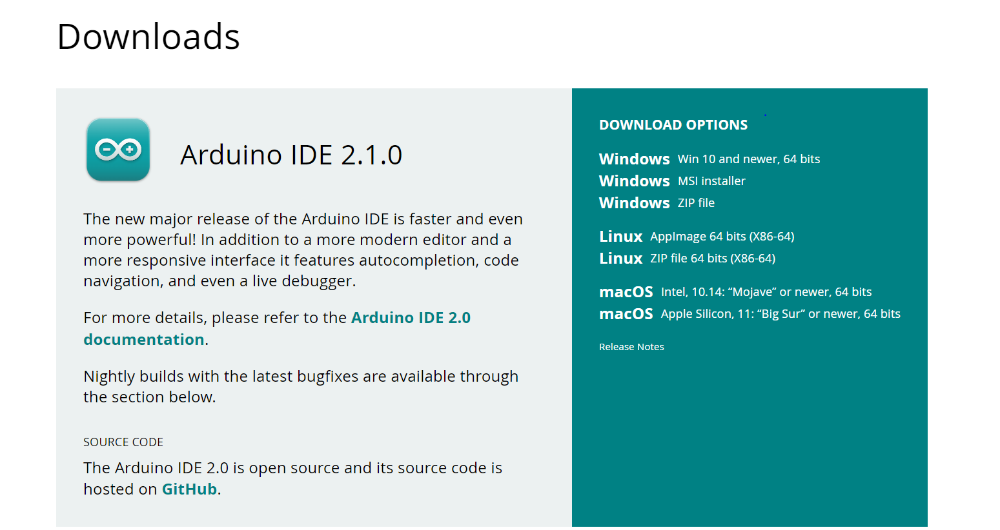 Downloads
Arduino IDE 2.1.0
The new major release of the Arduino IDE is faster and even
more powerful! In addition to a more modern editor and a
more responsive interface it features autocompletion, code
navigation, and even a live debugger.
For more details, please refer to the Arduino IDE 2.0
documentation.
Nightly builds with the latest bugfixes are available through
the section below.
SOURCE CODE
The Arduino IDE 2.0 is open source and its source code is
hosted on GitHub.
DOWNLOAD OPTIONS
Windows Win 10 and newer, 64 bits
Windows MSI installer
Windows ZIP file
Linux AppImage 64 bits (X86-64)
Linux ZIP file 64 bits (X86-64)
macOS Intel, 10.14: “Mojave” or newer, 64 bits
macOS Apple Silicon, 11: “Big Sur” or newer, 64 bits
Release Notes